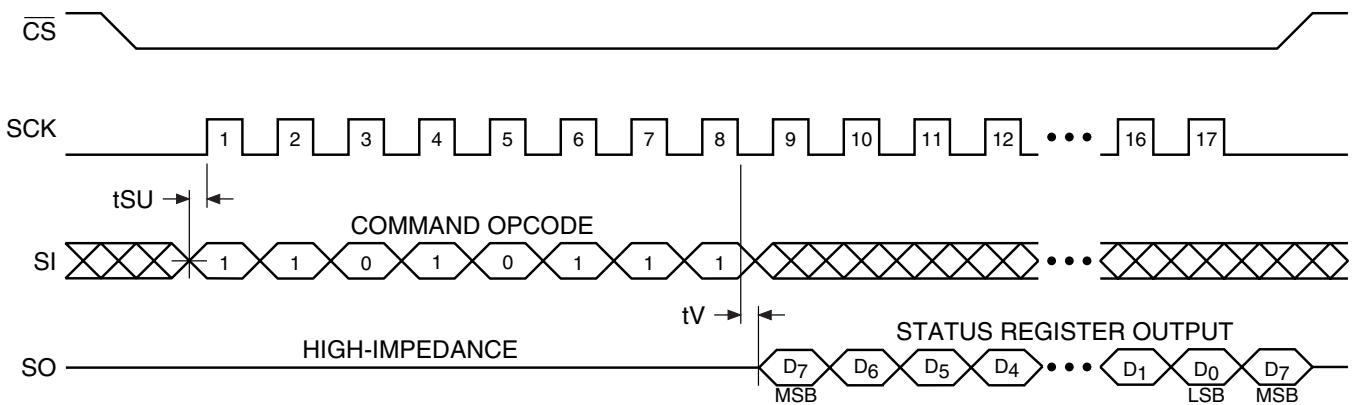 CS
SCK
1 2 3 4 5 6 7 8 9 10 11 12 ••• 16 17
tSU
COMMAND OPCODE
SI
1 1 0 1 0 1 1 1 •••
tV
STATUS REGISTER OUTPUT
HIGH-IMPEDANCE
SO
D7 D6 D5 D4 ••• D1 D0 D7
MSB LSB MSB